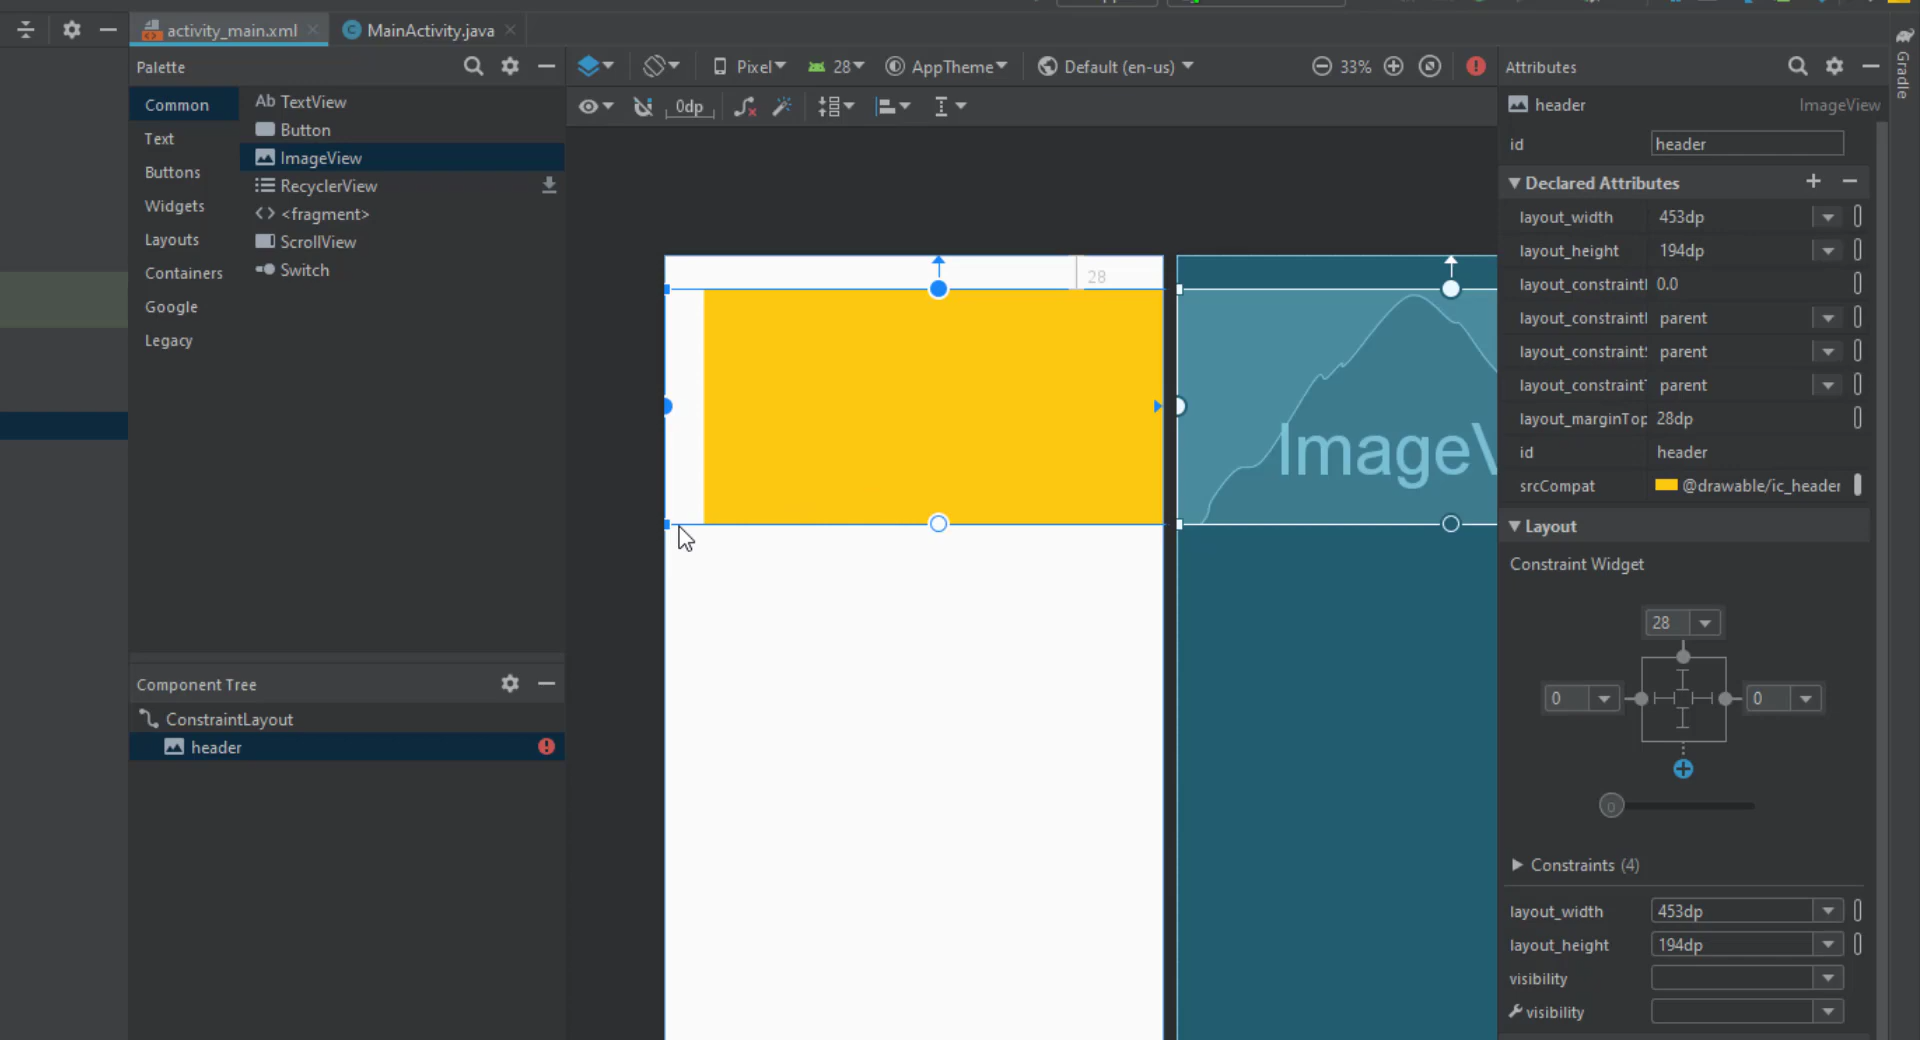 activity_main.xml
MainActivity.java
Palette
Common
Text
Buttons
Widgets
Layouts
Containers
Google
Legacy
Ab TextView
Button
ImageView
RecyclerView
<> <fragment>
ScrollView
Switch
Component Tree
ConstraintLayout
header
Pixel
28
AppTheme
Default (en-us)
33%
0dp
28
ImageV
Attributes
header ImageView
id header
Declared Attributes
layout_width 453dp
layout_height 194dp
layout_constraintI 0.0
layout_constraintI parent
layout_constraint! parent
layout_constraint' parent
layout_marginTop 28dp
id header
srcCompat @drawable/ic_header
Layout
Constraint Widget
28
0
0
0
Constraints (4)
layout_width 453dp
layout_height 194dp
visibility
visibility
Gradle